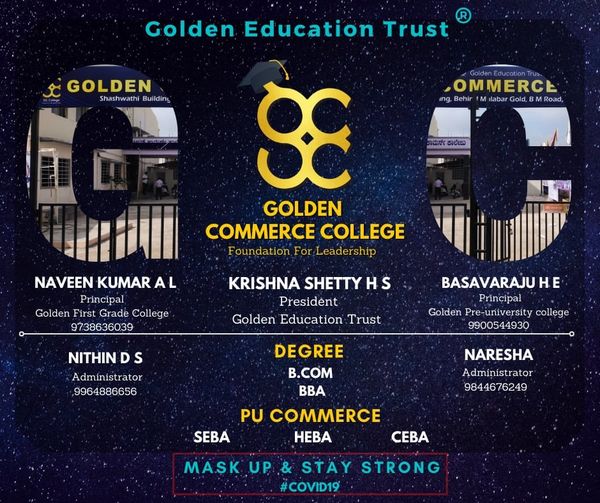 Golden Education Trust ®
GOLDEN
Shashwathi Building
Golden Education Trust
COMMERCE
ng, Behind Malabar Gold, B M Road,
GOLDEN
COMMERCE COLLEGE
Foundation For Leadership
NAVEEN KUMAR A L
Principal
Golden First Grade College
9738636039
KRISHNA SHETTY H S
President
Golden Education Trust
BASAVARAJU H E
Principal
Golden Pre-university college
9900544930
NITHIN D S
Administrator
9964886656
DEGREE
B.COM
BBA
NARESHA
Administrator
9844676249
PU COMMERCE
SEBA HEBA CEBA
MASK UP & STAY STRONG
#COVID19